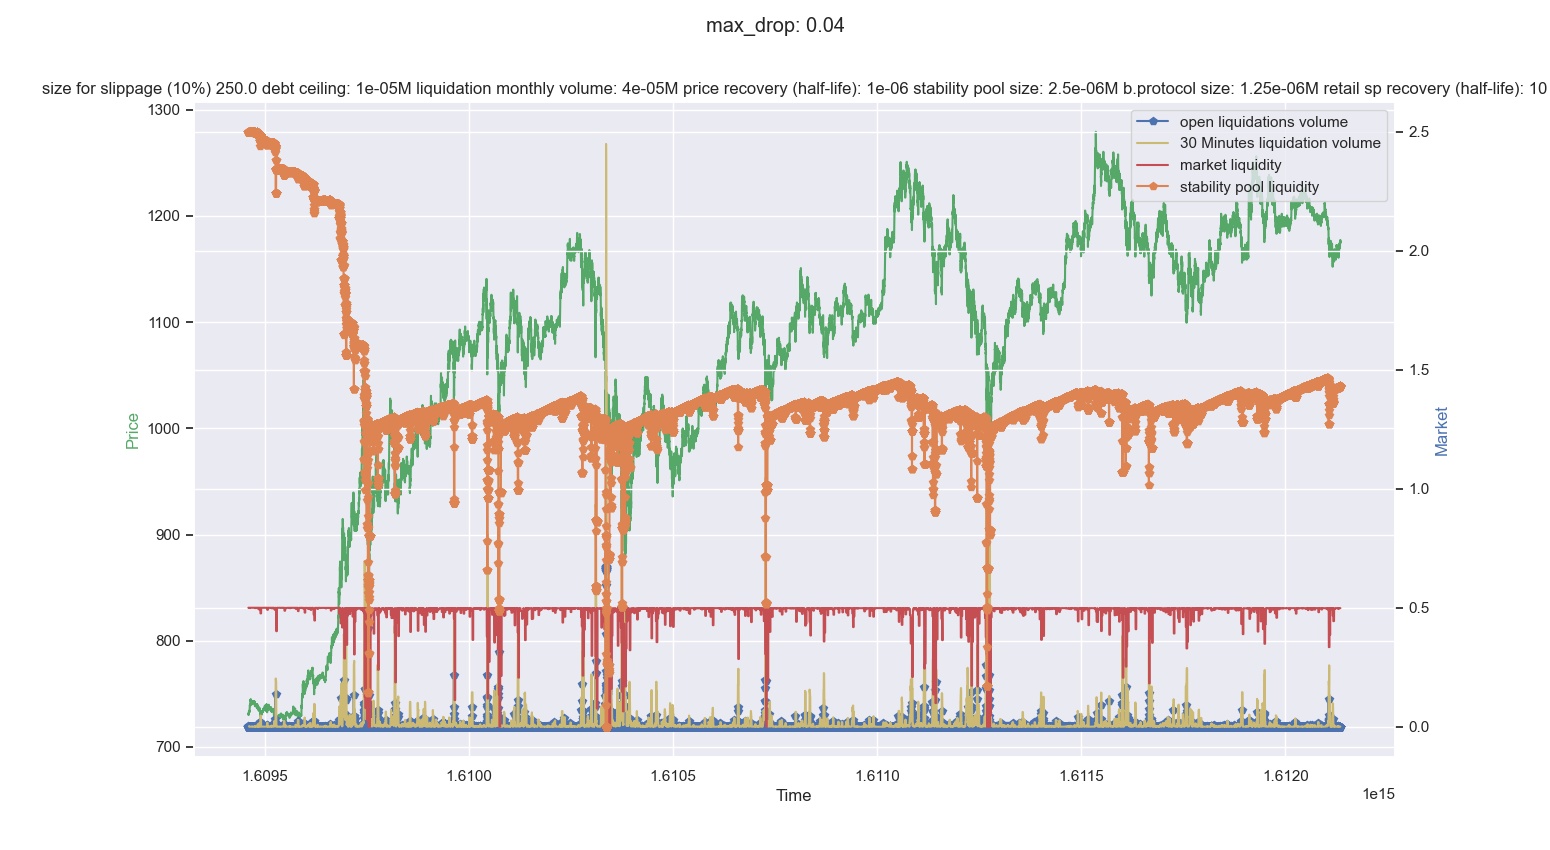 max_drop: 0.04
size for slippage (10%) 250.0 debt ceiling: 1e-05M liquidation monthly volume: 4e-05M price recovery (half-life): 1e-06 stability pool size: 2.5e-06M b.protocol size: 1.25e-06M retail sp recovery (half-life): 10
open liquidations volume
30 Minutes liquidation volume
market liquidity
stability pool liquidity
1300
1200
1100
1000
900
800
700
Price
2.5
2.0
1.5
1.0
0.5
0.0
Market
1.6095 1.6100 1.6105 1.6110 1.6115 1.6120
Time
1e15